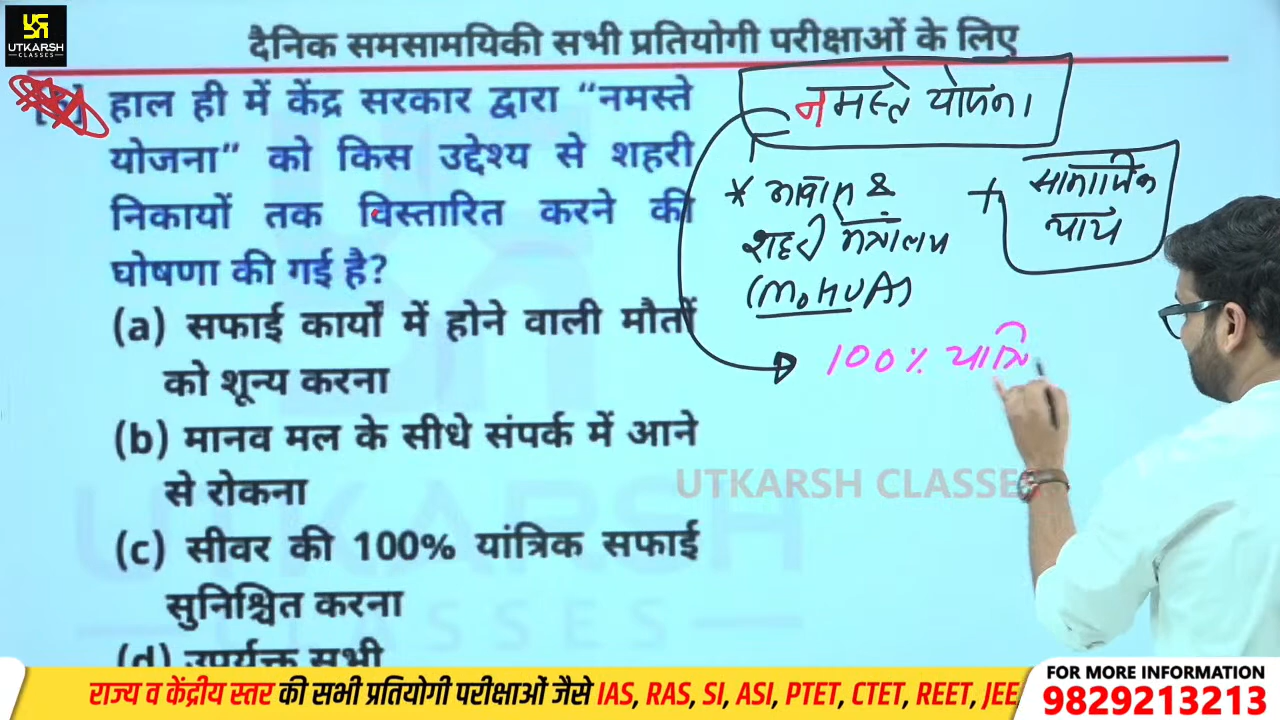 UTKARSH
CLASSES
दैनिक समसामयिकी सभी प्रतियोगी परीक्षाओं के लिए
हाल ही में केंद्र सरकार द्वारा “नमस्ते
योजना” को किस उद्देश्य से शहरी
निकायों तक विस्तारित करने की
घोषणा की गई है?
(a) सफाई कार्यों में होने वाली मौतों
को शून्य करना
(b) मानव मल के सीधे संपर्क में आने
से रोकना
(c) सीवर की 100% यांत्रिक सफाई
सुनिश्चित करना
(d) उपर्युक्त सभी
नमस्ते योजना
* आवास &
शहरी मंत्रालय
(MoHUA)
+ सामाजिक
न्याय
100% यांत्रि
UTKARSH CLASSES
राज्य व केंद्रीय स्तर की सभी प्रतियोगी परीक्षाओं जैसे IAS, RAS, SI, ASI, PTET, CTET, REET, JEE
FOR MORE INFORMATION
9829213213